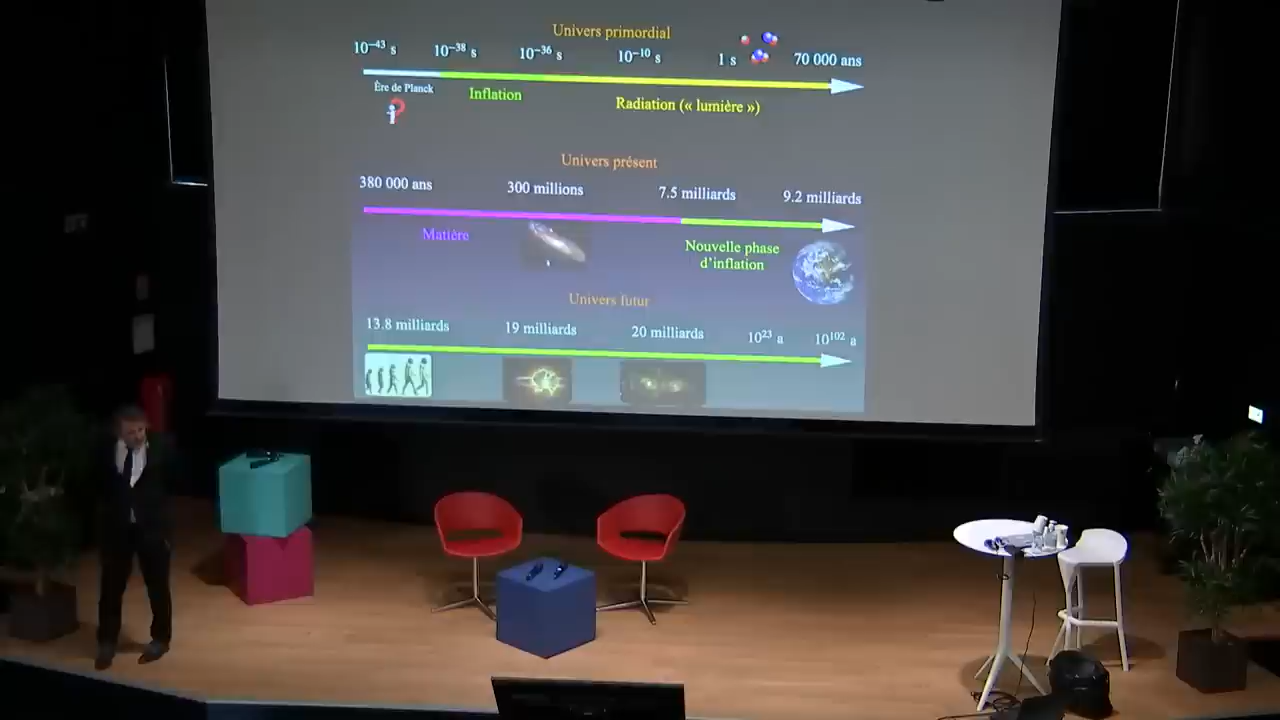 Univers primordial
10⁻⁴³ s 10⁻³⁸ s 10⁻³⁶ s 10⁻¹⁰ s 1 s 70 000 ans
Ère de Planck
Inflation
Radiation (« lumière »)
Univers présent
380 000 ans 300 millions 7.5 milliards 9.2 milliards
Matière
Nouvelle phase
d'inflation
Univers futur
13.8 milliards 19 milliards 20 milliards 10²³ a 10¹⁰² a